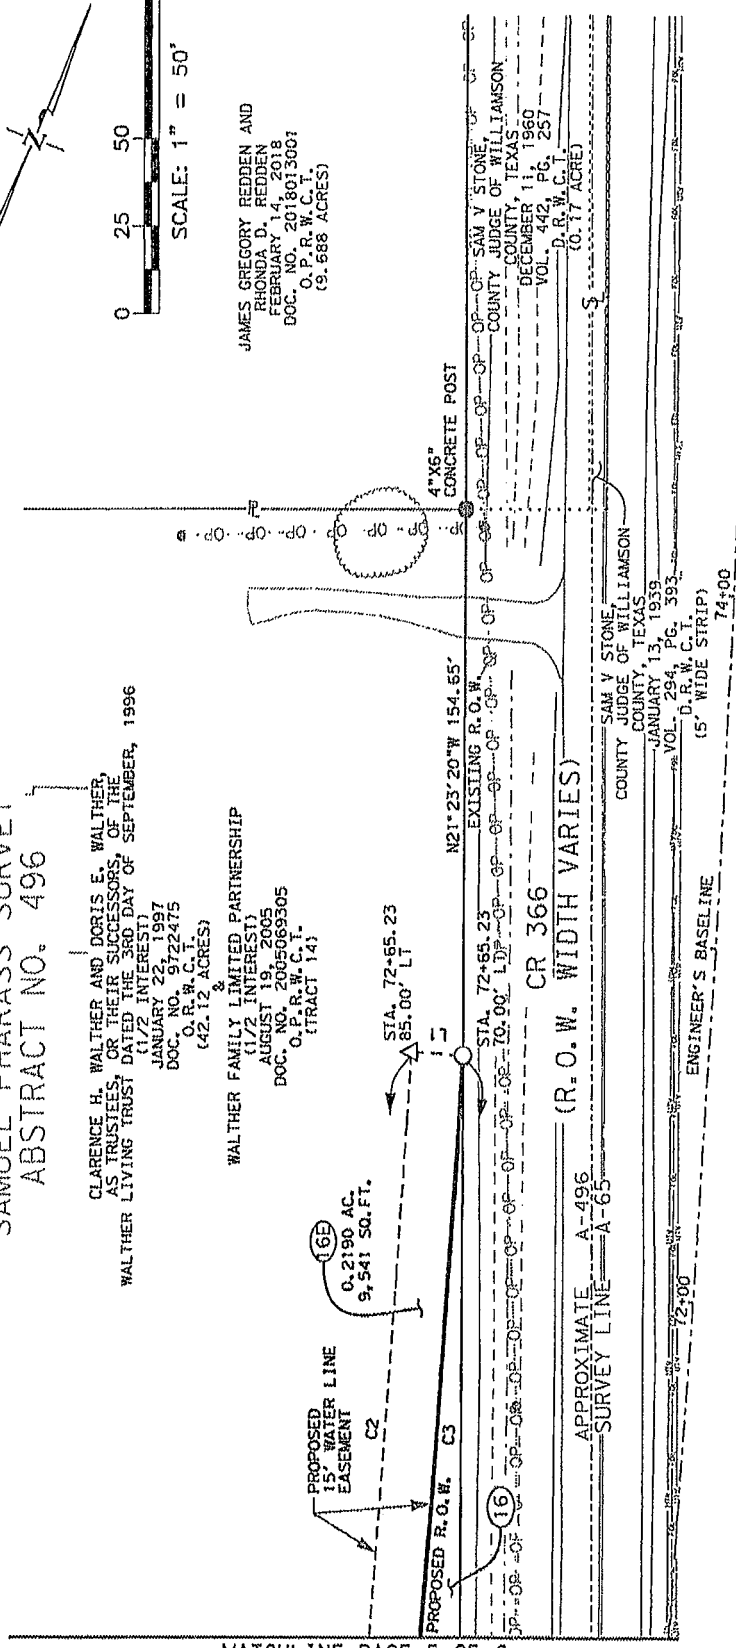 SAMUEL PHARASS SURVEY
ABSTRACT NO. 496
CLARENCE H. WALTHER AND DORIS E. WALTHER,
AS TRUSTEES, OR THEIR SUCCESSORS, OF THE
WALTHER LIVING TRUST DATED THE 3RD DAY OF SEPTEMBER, 1996
(1/2 INTEREST)
JANUARY 22, 1997
DOC. NO. 9722475
O.R.W.C.T.
(42.12 ACRES)
&
WALTHER FAMILY LIMITED PARTNERSHIP
(1/2 INTEREST)
AUGUST 19, 2005
DOC. NO. 2005069305
O.P.R.W.C.T.
(TRACT 14)
N
0 25 50
SCALE: 1" = 50'
JAMES GREGORY REDDEN AND
RHONDA D. REDDEN
FEBRUARY 14, 2018
DOC. NO. 2018013007
O.P.R.W.C.T.
(9.688 ACRES)
PROPOSED
15' WATER LINE
EASEMENT
16E
0.2190 AC.
9,541 SQ.FT.
C2
STA. 72+65.23
85.00' LT
L1
PROPOSED R.O.W. C3
16
STA. 72+65.23
70.00' LT
N21°23'20"W 154.65'
EXISTING R.O.W.
4"X6"
CONCRETE POST
PL
OP OP OP OP OP
SAM V STONE,
COUNTY JUDGE OF WILLIAMSON
COUNTY, TEXAS
DECEMBER 11, 1960
VOL. 442, PG. 257
D.R.W.C.T.
(0.17 ACRE)
CR 366
(R.O.W. WIDTH VARIES)
APPROXIMATE A-496
SURVEY LINE A-65
SAM V STONE,
COUNTY JUDGE OF WILLIAMSON
COUNTY, TEXAS
JANUARY 13, 1939
VOL. 294, PG. 393
D.R.W.C.T.
(5' WIDE STRIP)
72+00
ENGINEER'S BASELINE
74+00